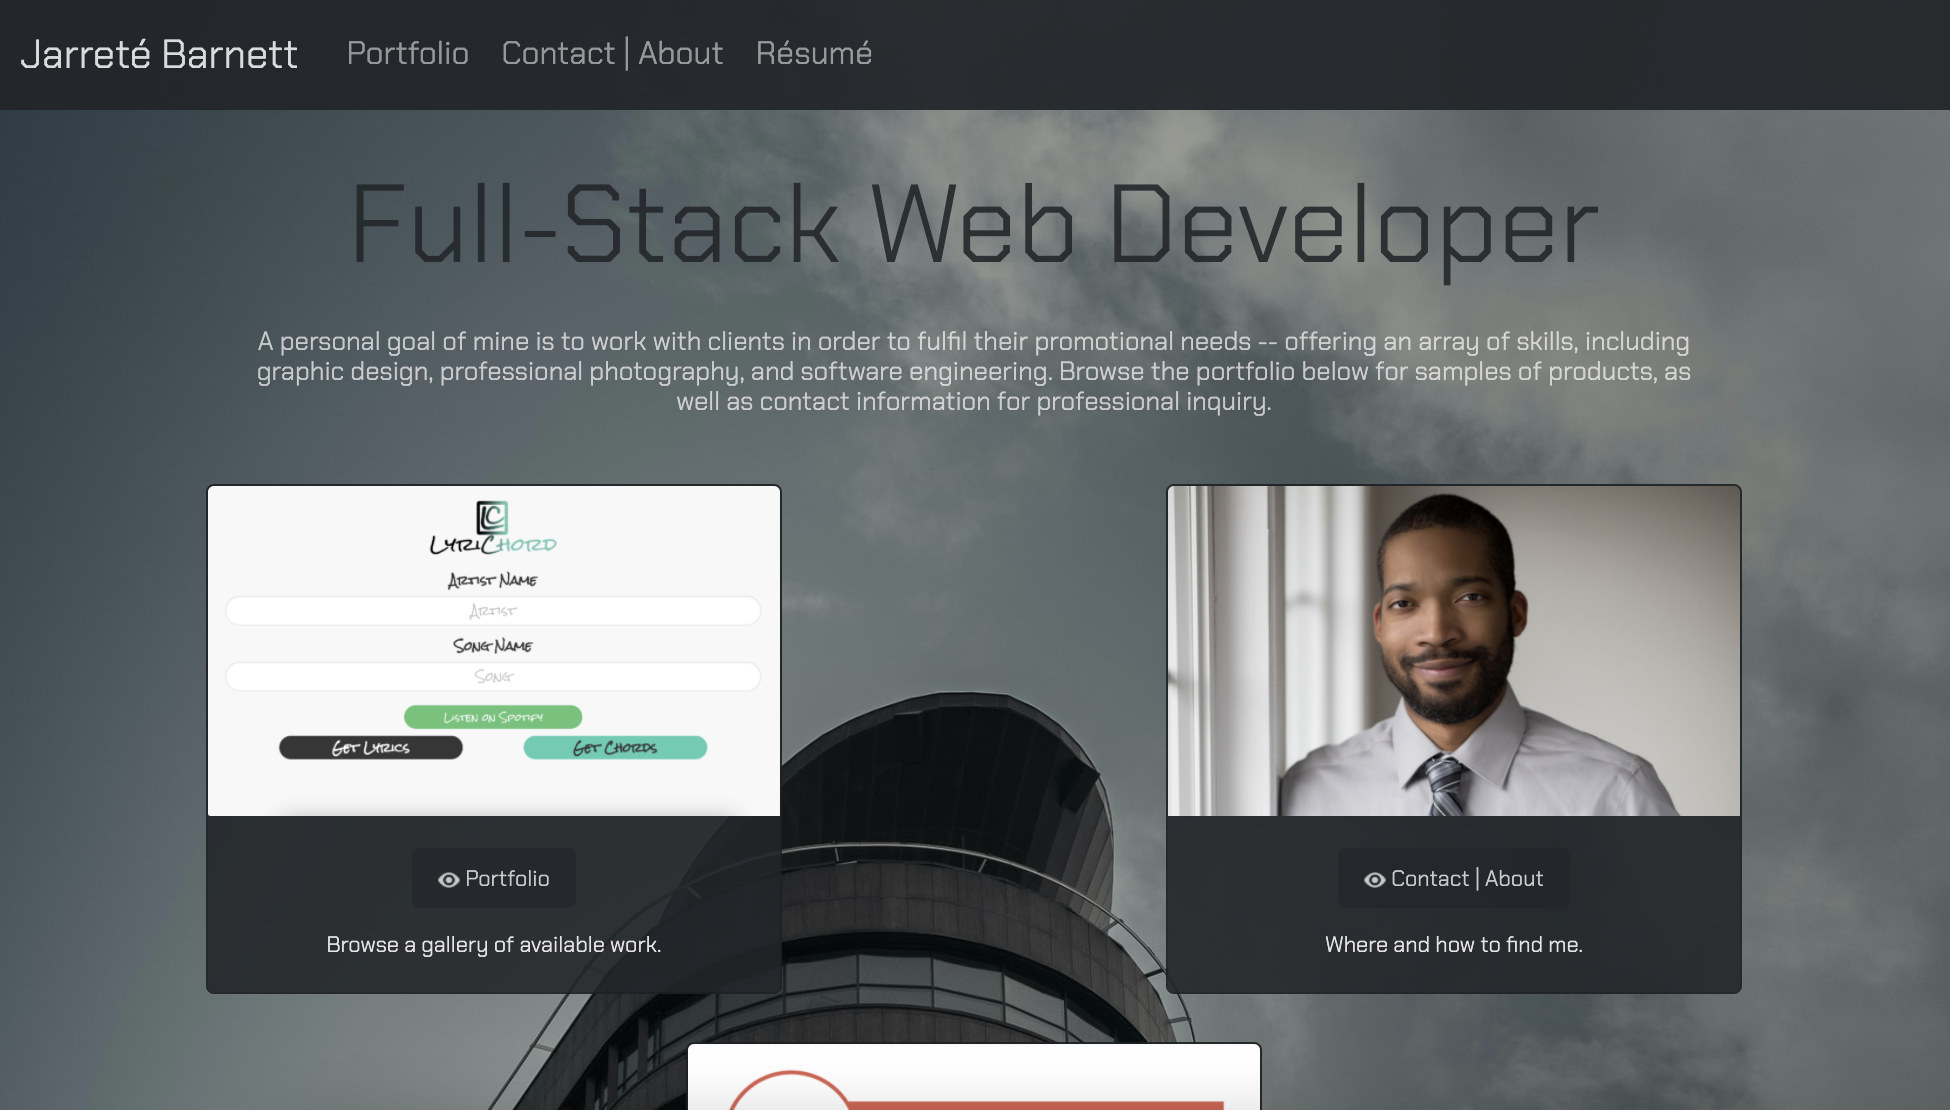 Jarreté Barnett Portfolio Contact | About Résumé
Full-Stack Web Developer
A personal goal of mine is to work with clients in order to fulfil their promotional needs -- offering an array of skills, including
graphic design, professional photography, and software engineering. Browse the portfolio below for samples of products, as
well as contact information for professional inquiry.
LC
LyriChord
Artist Name
Artist
Song Name
Song
Listen on Spotify
Get Lyrics Get Chords
Portfolio
Browse a gallery of available work.
Contact | About
Where and how to find me.